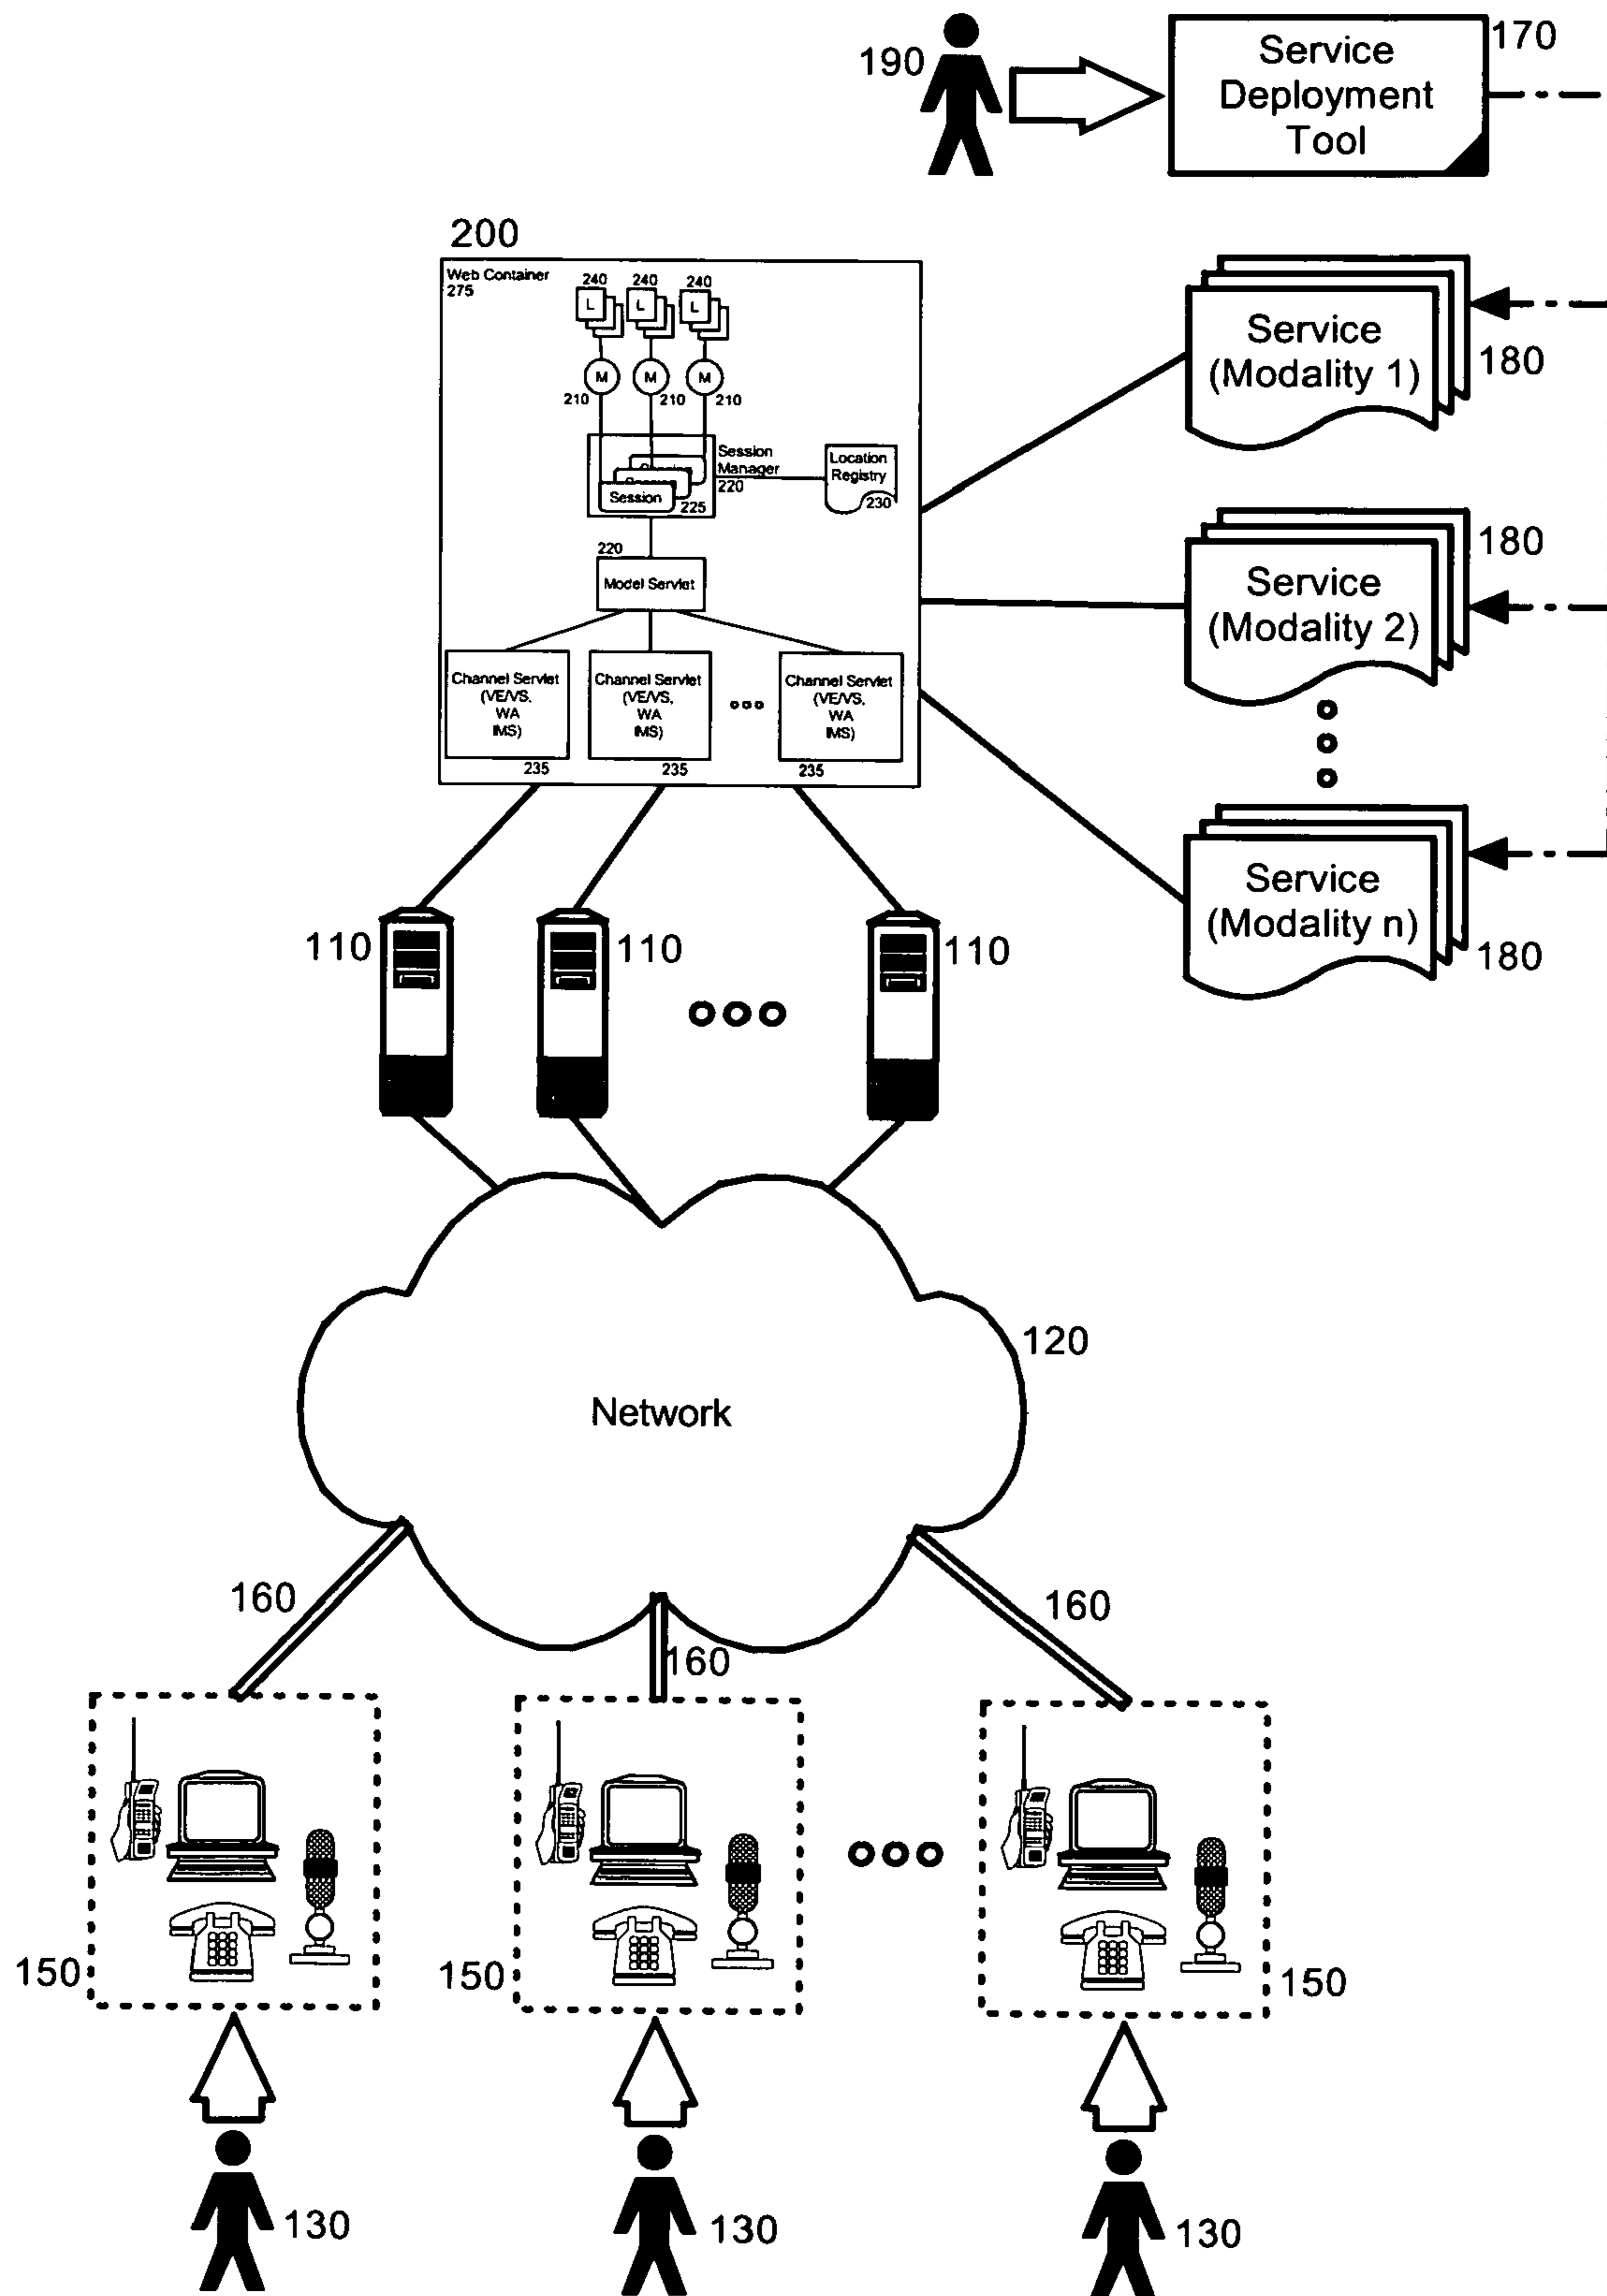 190
Service
Deployment
Tool
170
200
Web Container
275
240
240
240
L
L
L
M
M
M
210
210
210
Session
225
Session
Manager
220
Location
Registry
230
220
Model Servlet
Channel Servlet
(VE/VS,
WA
IMS)
235
Channel Servlet
(VE/VS,
WA
IMS)
235
Channel Servlet
(VE/VS,
WA
IMS)
235
Service
(Modality 1)
180
Service
(Modality 2)
180
Service
(Modality n)
180
110
110
110
120
Network
160
160
160
150
150
150
130
130
130